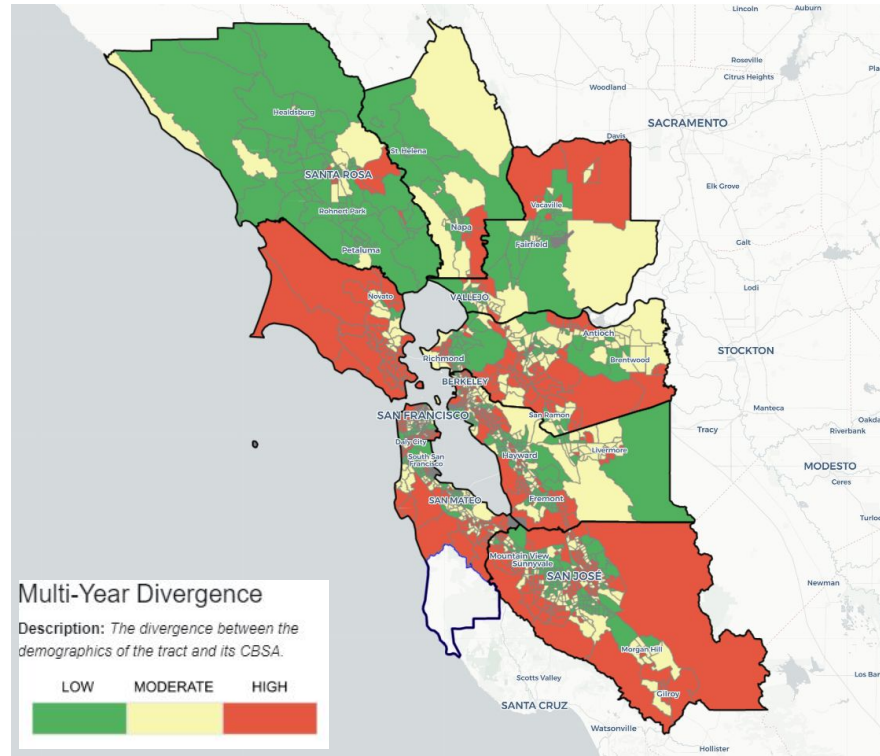 Lincoln
Auburn
Roseville
Citrus Heights
Woodland
SACRAMENTO
Davis
Healdsburg
St. Helena
SANTA ROSA
Elk Grove
Vacaville
Rohnert Park
Napa
Fairfield
Galt
Petaluma
Lodi
Novato
VALLEJO
Antioch
STOCKTON
Richmond
Brentwood
BERKELEY
Manteca
SAN FRANCISCO
San Ramon
Oakda
Riverbank
Tracy
Daly City
Hayward
Livermore
South San
Francisco
MODESTO
Ceres
SAN MATEO
Fremont
Turloc
Mountain View
Sunnyvale
SAN JOSÉ
Newman
Multi-Year Divergence
Description: The divergence between the
demographics of the tract and its CBSA.
LOW MODERATE HIGH
Morgan Hill
Los Ban
Scotts Valley
Gilroy
SANTA CRUZ
Watsonville
Hollister